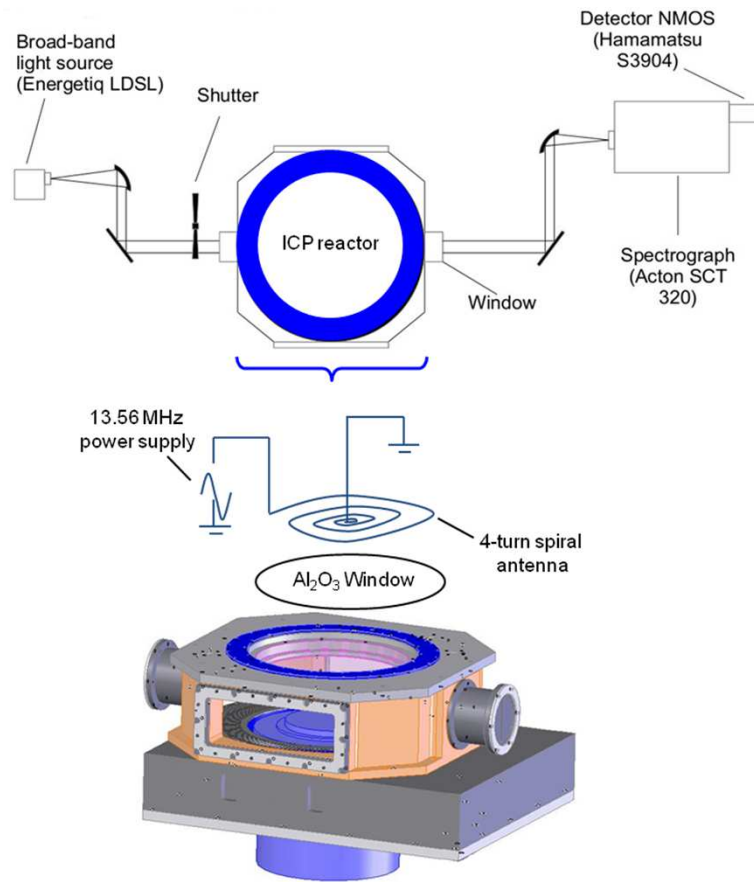 Broad-band
light source
(Energetiq LDSL)
Shutter
Detector NMOS
(Hamamatsu
S3904)
ICP reactor
Window
Spectrograph
(Acton SCT
320)
13.56 MHz
power supply
4-turn spiral
antenna
Al₂O₃ Window